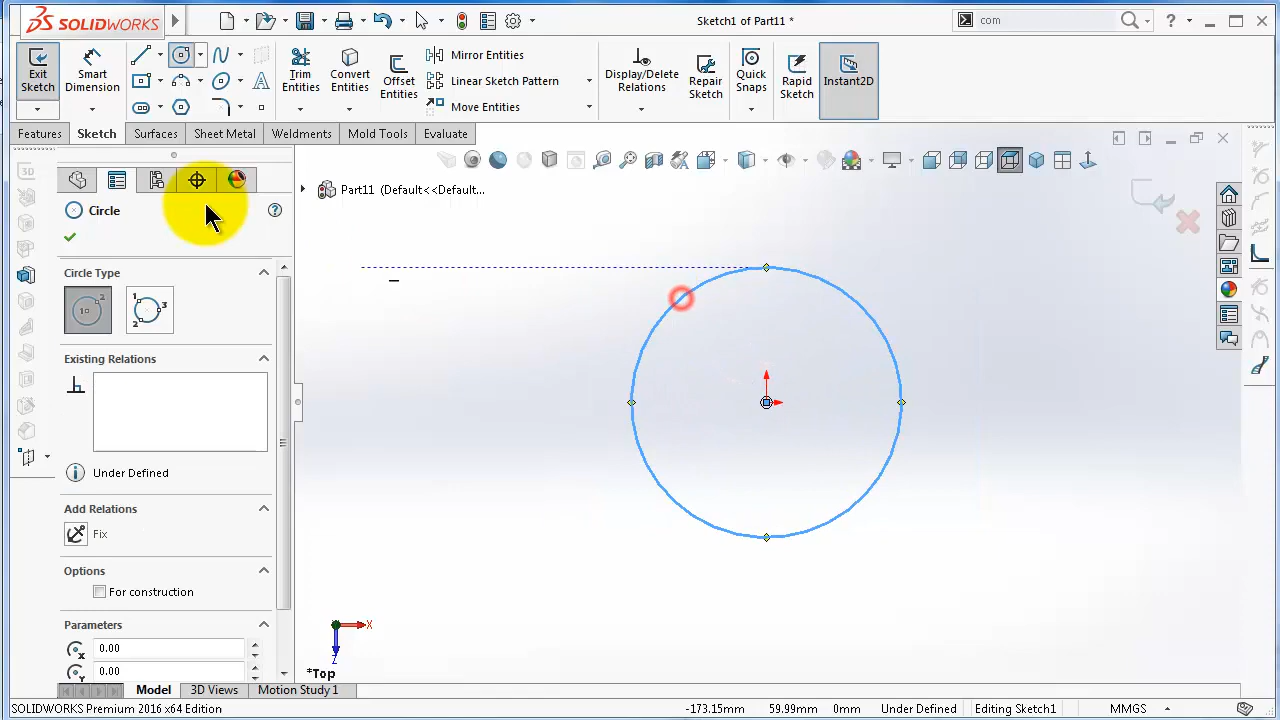 SOLIDWORKS
Sketch1 of Part11 *
com
?
Exit Sketch
Smart Dimension
Trim Entities
Convert Entities
Offset Entities
Mirror Entities
Linear Sketch Pattern
Move Entities
Display/Delete Relations
Repair Sketch
Quick Snaps
Rapid Sketch
Instant2D
Features
Sketch
Surfaces
Sheet Metal
Weldments
Mold Tools
Evaluate
3D
Part11 (Default<<Default...
Circle
?
Circle Type
Existing Relations
Under Defined
Add Relations
Fix
Options
For construction
Parameters
0.00
0.00
X
Z
*Top
Model
3D Views
Motion Study 1
SOLIDWORKS Premium 2016 x64 Edition
-173.15mm
59.99mm
0mm
Under Defined
Editing Sketch1
MMGS